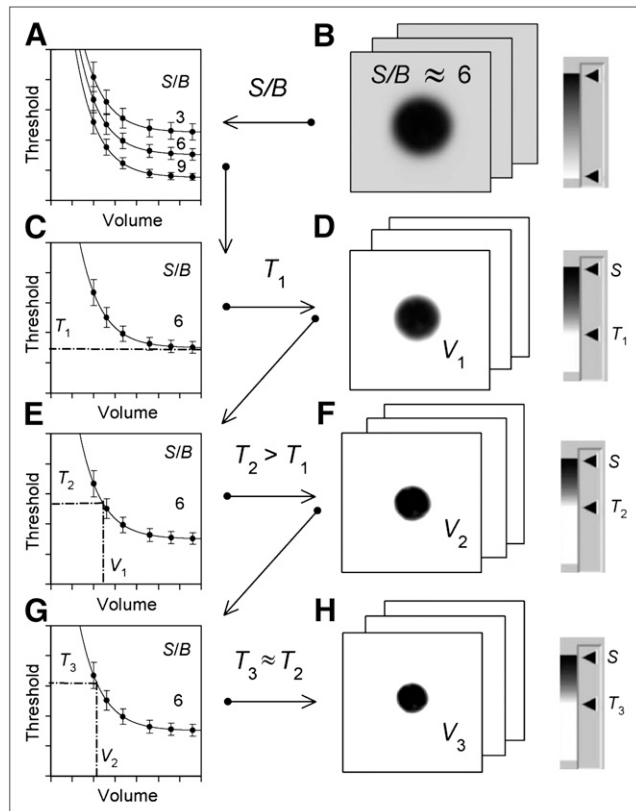 A
Threshold
3
6
9
Volume
S/B
B
S/B ≈ 6
C
Threshold
S/B
6
T₁
T₁
D
V₁
S
T₁
E
Threshold
S/B
6
T₂
V₁
Volume
T₂ > T₁
F
V₂
S
T₂
G
Threshold
S/B
6
T₃
V₂
Volume
T₃ ≈ T₂
H
V₃
S
T₃